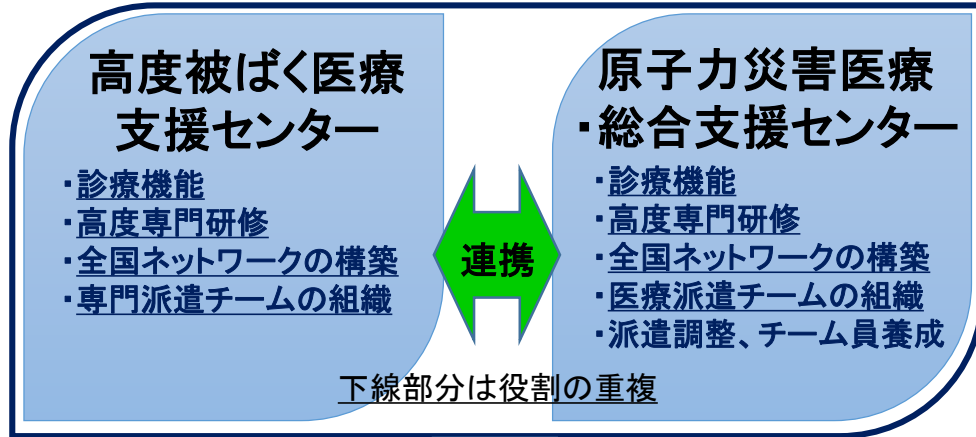 高度被ばく医療
支援センター
・診療機能
・高度専門研修
・全国ネットワークの構築
・専門派遣チームの組織
連携
原子力災害医療
・総合支援センター
・診療機能
・高度専門研修
・全国ネットワークの構築
・医療派遣チームの組織
・派遣調整、チーム員養成
下線部分は役割の重複